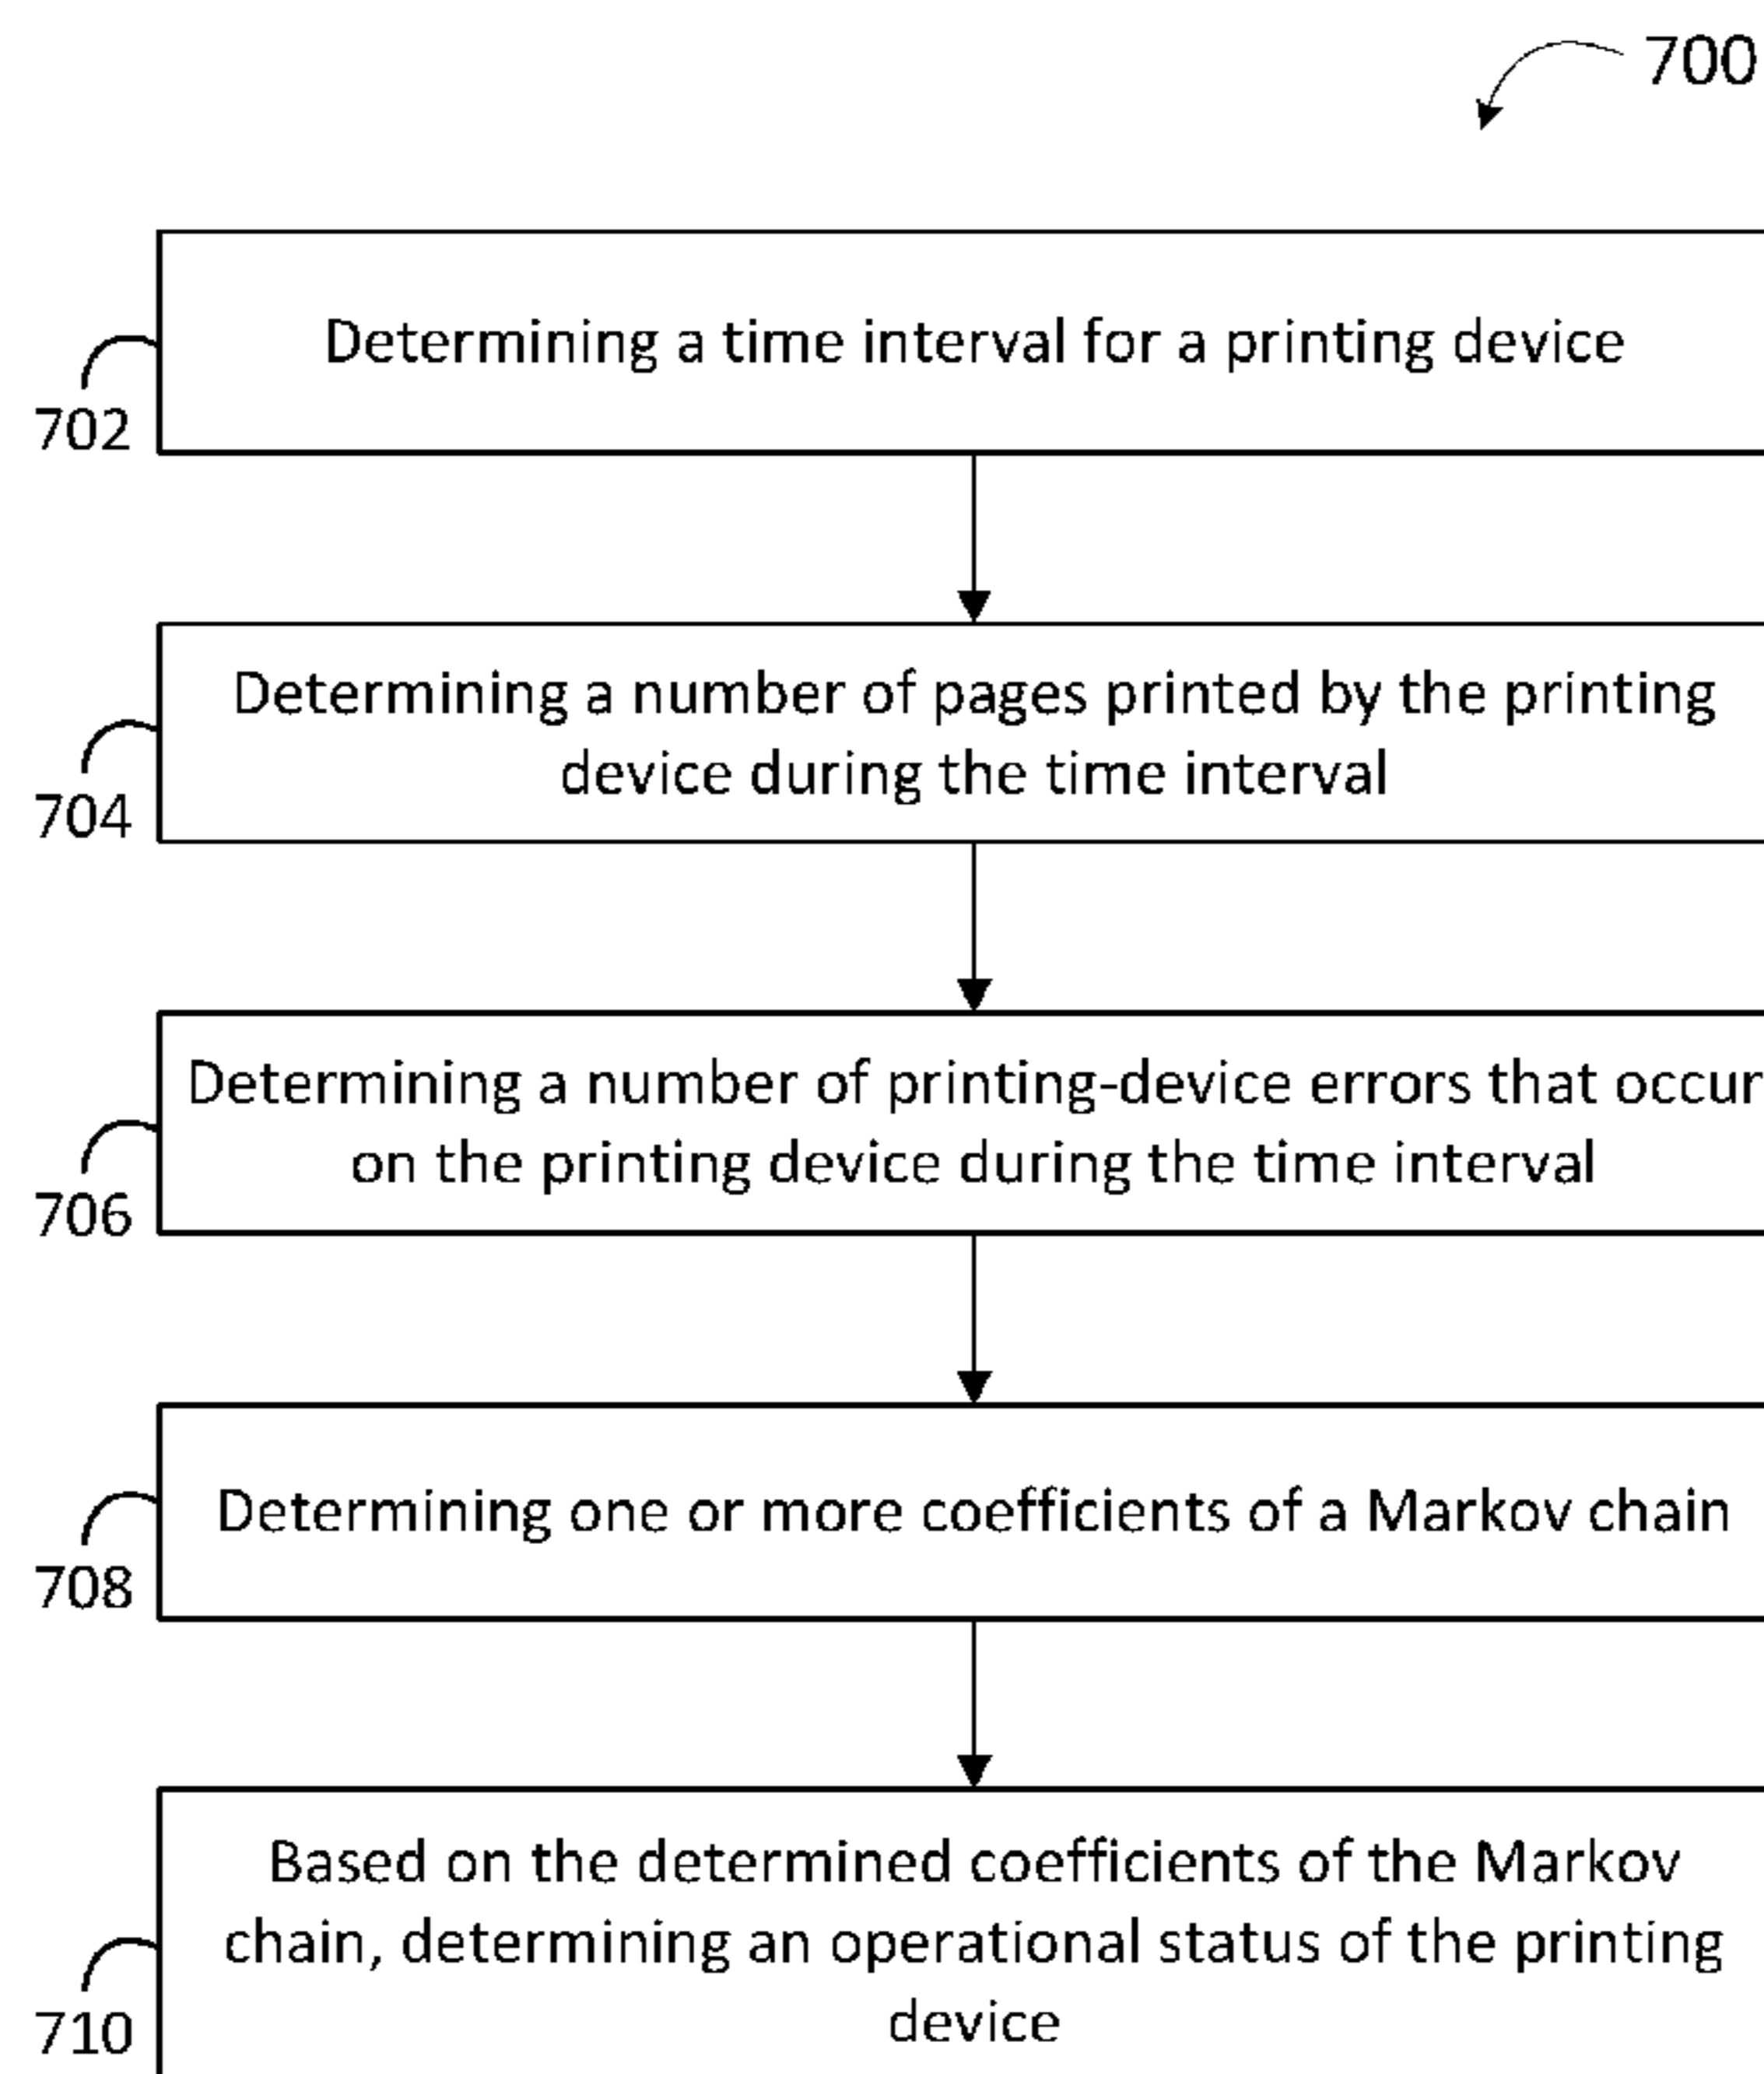 700
Determining a time interval for a printing device
702
Determining a number of pages printed by the printing
device during the time interval
704
Determining a number of printing-device errors that occur
on the printing device during the time interval
706
Determining one or more coefficients of a Markov chain
708
Based on the determined coefficients of the Markov
chain, determining an operational status of the printing
device
710